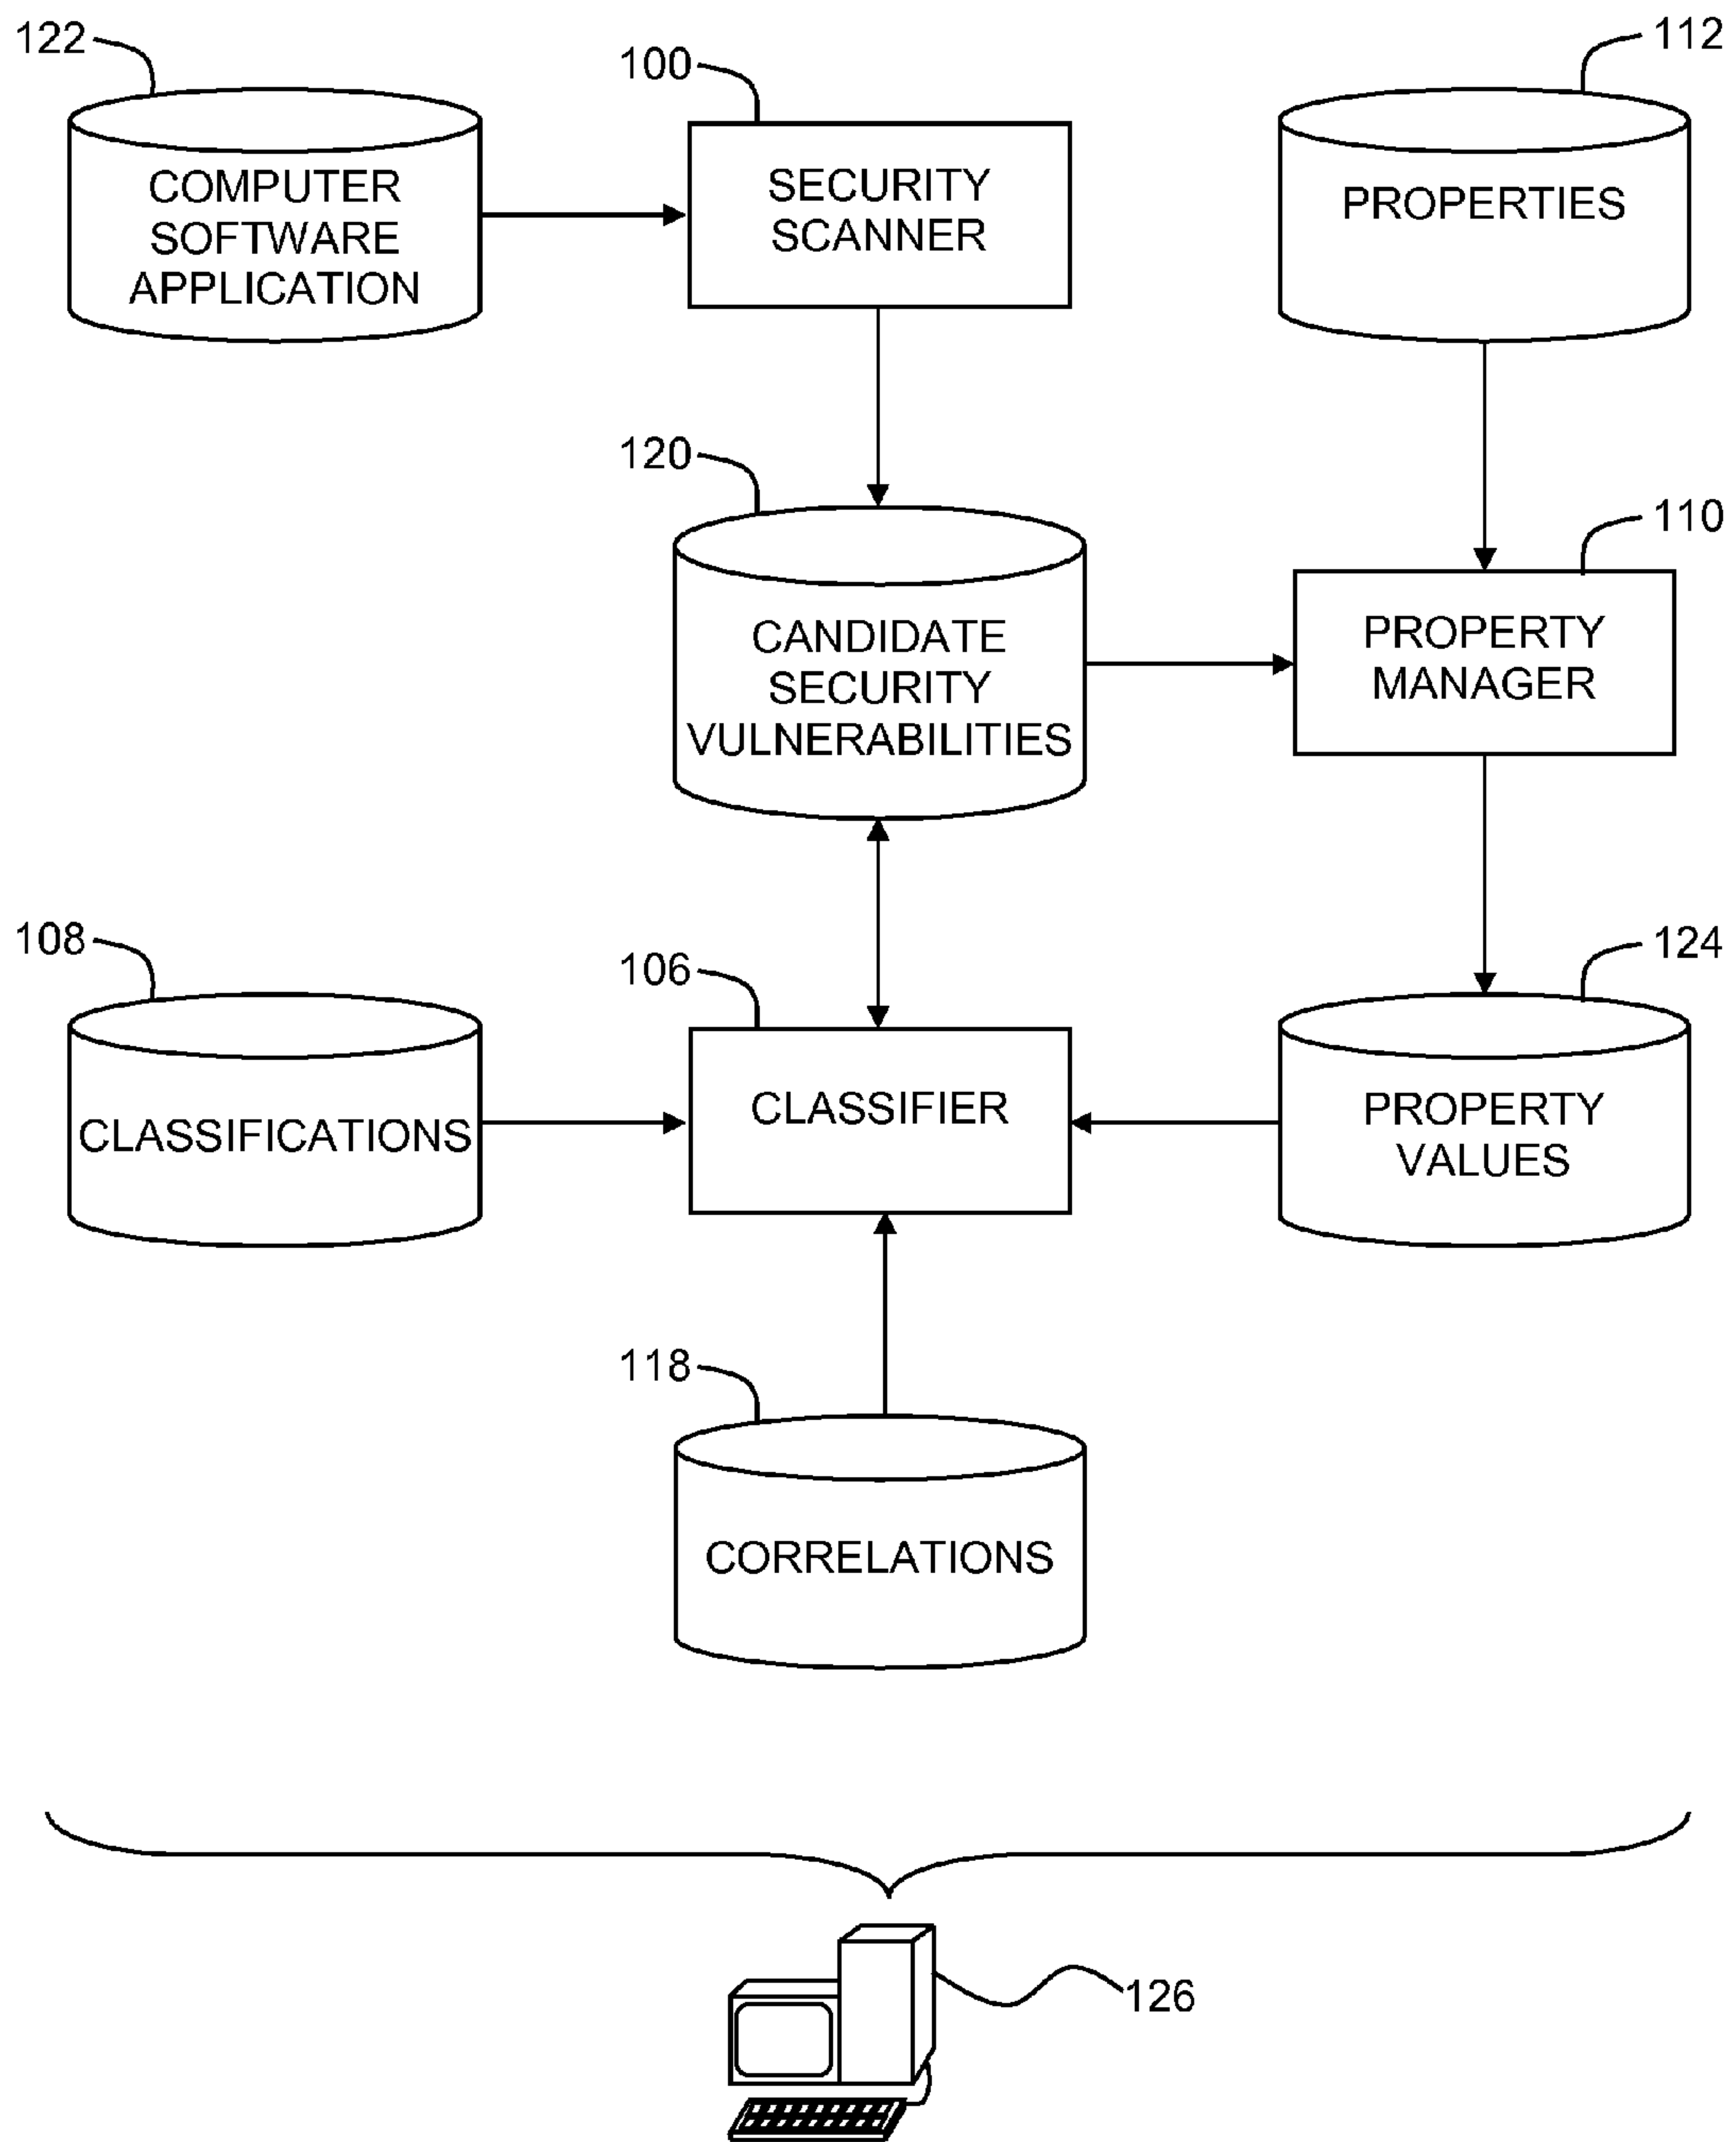 122
100
112
COMPUTER
SOFTWARE
APPLICATION
SECURITY
SCANNER
PROPERTIES
120
110
CANDIDATE
SECURITY
VULNERABILITIES
PROPERTY
MANAGER
108
106
124
CLASSIFICATIONS
CLASSIFIER
PROPERTY
VALUES
118
CORRELATIONS
126